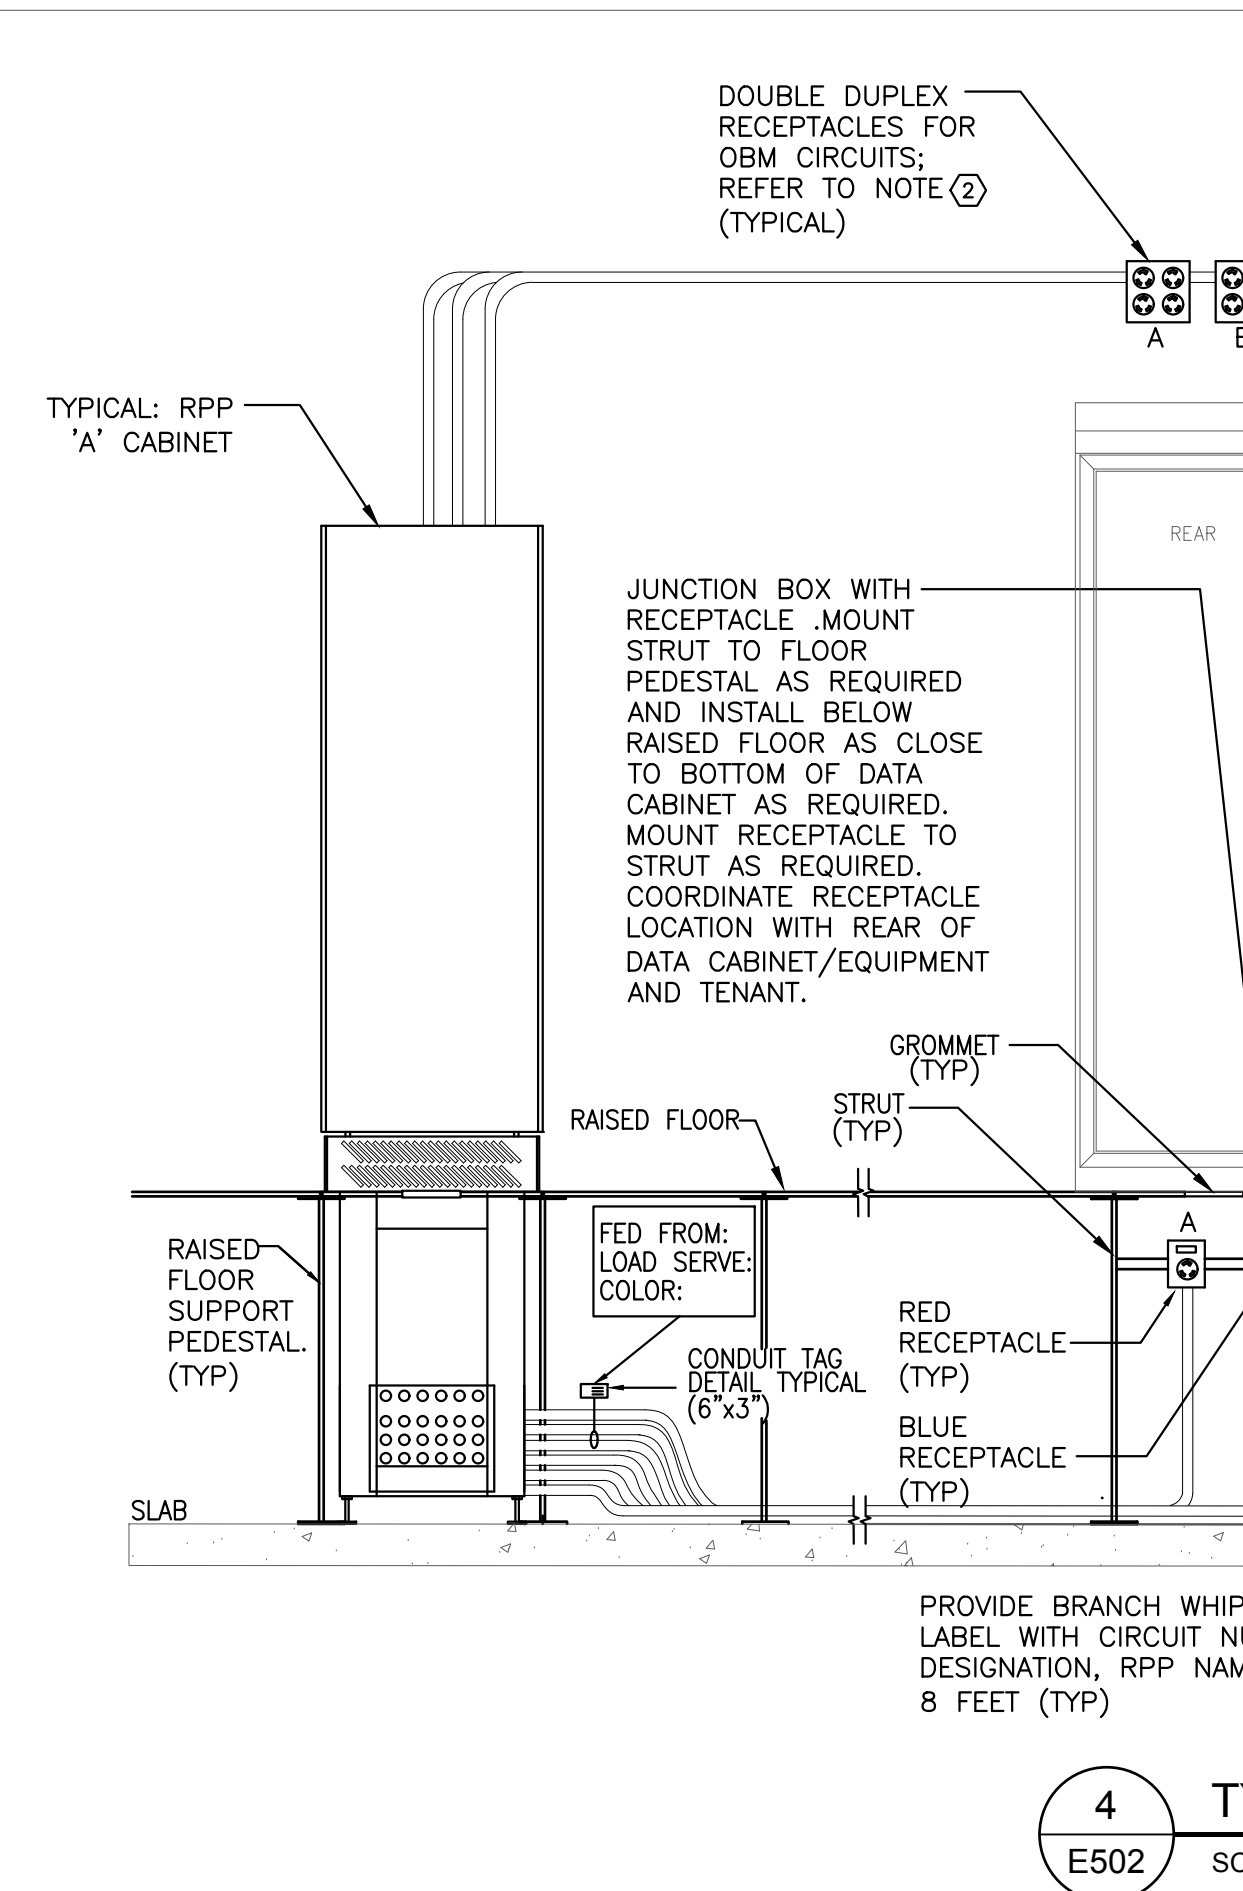 DOUBLE DUPLEX
RECEPTACLES FOR
OBM CIRCUITS;
REFER TO NOTE 2
(TYPICAL)
A
TYPICAL: RPP
'A' CABINET
REAR
JUNCTION BOX WITH
RECEPTACLE .MOUNT
STRUT TO FLOOR
PEDESTAL AS REQUIRED
AND INSTALL BELOW
RAISED FLOOR AS CLOSE
TO BOTTOM OF DATA
CABINET AS REQUIRED.
MOUNT RECEPTACLE TO
STRUT AS REQUIRED.
COORDINATE RECEPTACLE
LOCATION WITH REAR OF
DATA CABINET/EQUIPMENT
AND TENANT.
GROMMET
(TYP)
STRUT
(TYP)
RAISED FLOOR
A
FED FROM:
LOAD SERVE:
COLOR:
RAISED
FLOOR
SUPPORT
PEDESTAL.
(TYP)
RED
RECEPTACLE
(TYP)
CONDUIT TAG
DETAIL TYPICAL
(6"x3")
BLUE
RECEPTACLE
(TYP)
SLAB
PROVIDE BRANCH WHIP
LABEL WITH CIRCUIT
DESIGNATION, RPP
8 FEET (TYP)
4
E502